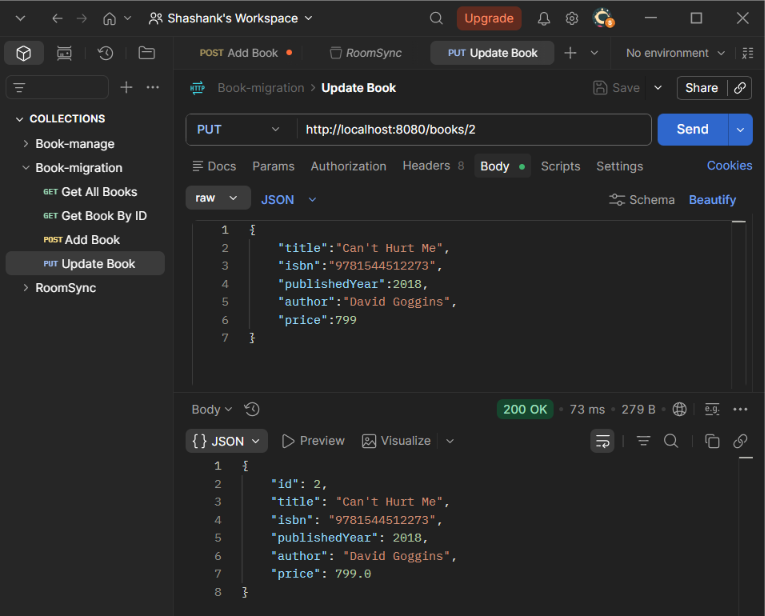 Shashank's Workspace
Upgrade
POST Add Book
RoomSync
PUT Update Book
No environment
COLLECTIONS
Book-manage
Book-migration
GET Get All Books
GET Get Book By ID
POST Add Book
PUT Update Book
RoomSync
HTTP Book-migration > Update Book
Save
Share
PUT http://localhost:8080/books/2
Send
Docs Params Authorization Headers 8 Body Scripts Settings Cookies
raw JSON Schema Beautify
1 {
2 "title":"Can't Hurt Me",
3 "isbn":"9781544512273",
4 "publishedYear":2018,
5 "author":"David Goggins",
6 "price":799
7 }
Body 200 OK • 73 ms • 279 B • e.g.
{} JSON Preview Visualize
1 {
2 "id": 2,
3 "title": "Can't Hurt Me",
4 "isbn": "9781544512273",
5 "publishedYear": 2018,
6 "author": "David Goggins",
7 "price": 799.0
8 }